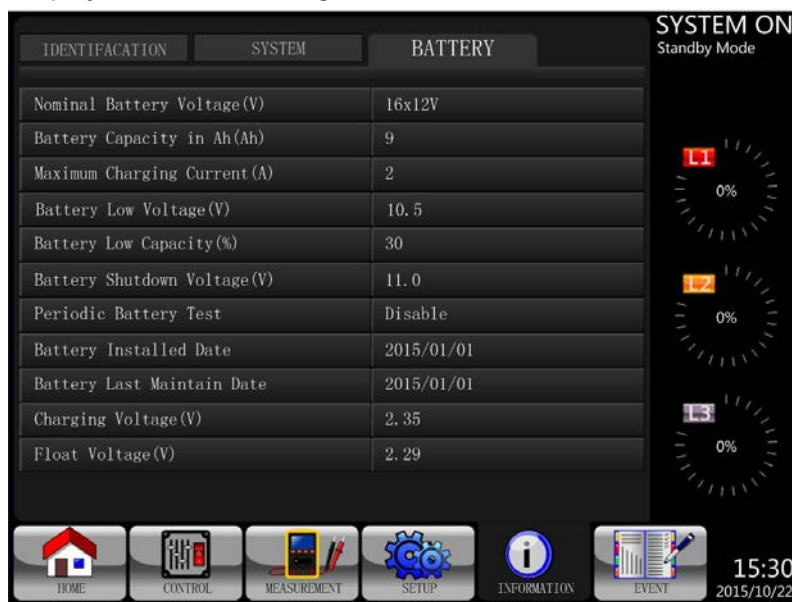 SYSTEM ON
Standby Mode
IDENTIFACATION SYSTEM BATTERY
Nominal Battery Voltage(V) 16x12V
Battery Capacity in Ah(Ah) 9
Maximum Charging Current(A) 2
Battery Low Voltage(V) 10.5
Battery Low Capacity(%) 30
Battery Shutdown Voltage(V) 11.0
Periodic Battery Test Disable
Battery Installed Date 2015/01/01
Battery Last Maintain Date 2015/01/01
Charging Voltage(V) 2.35
Float Voltage(V) 2.29
L1
0%
L2
0%
L3
0%
HOME CONTROL MEASUREMENT SETUP INFORMATION EVENT
15:30
2015/10/22